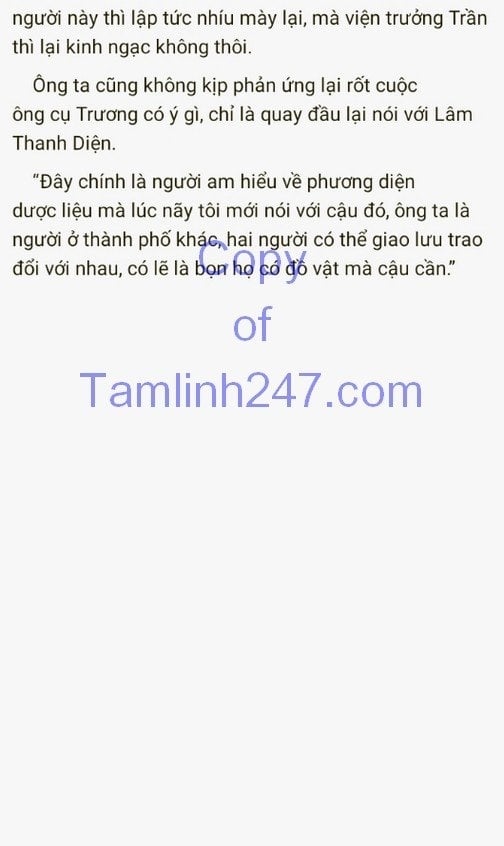 người này thì lập tức nhíu mày lại, mà viện trưởng Trần
thì lại kinh ngạc không thôi.
Ông ta cũng không kịp phản ứng lại rốt cuộc
ông cụ Trương có ý gì, chỉ là quay đầu lại nói với Lâm
Thanh Diện.
“Đây chính là người am hiểu về phương diện
dược liệu mà lúc nãy tôi mới nói với cậu đó, ông ta là
người ở thành phố khác, hai người có thể giao lưu trao
đổi với nhau, có lẽ là bọn họ có đồ vật mà cậu cần.”
Copy
of
Tamlinh247.com